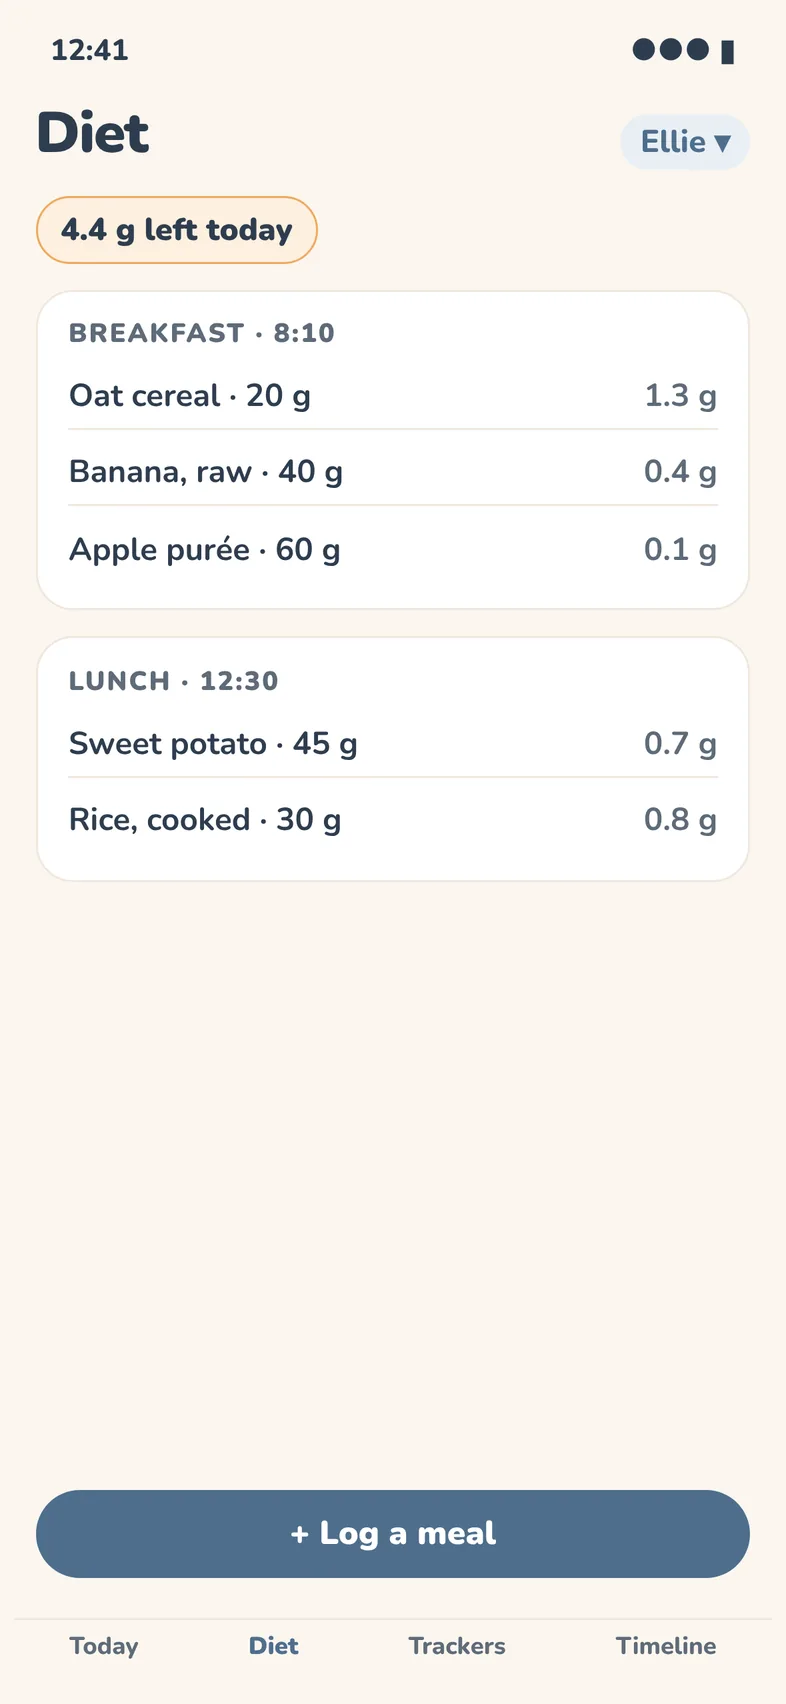 12:41
Diet
Ellie ▾
4.4 g left today
BREAKFAST · 8:10
Oat cereal · 20 g 1.3 g
Banana, raw · 40 g 0.4 g
Apple purée · 60 g 0.1 g
LUNCH · 12:30
Sweet potato · 45 g 0.7 g
Rice, cooked · 30 g 0.8 g
+ Log a meal
Today Diet Trackers Timeline